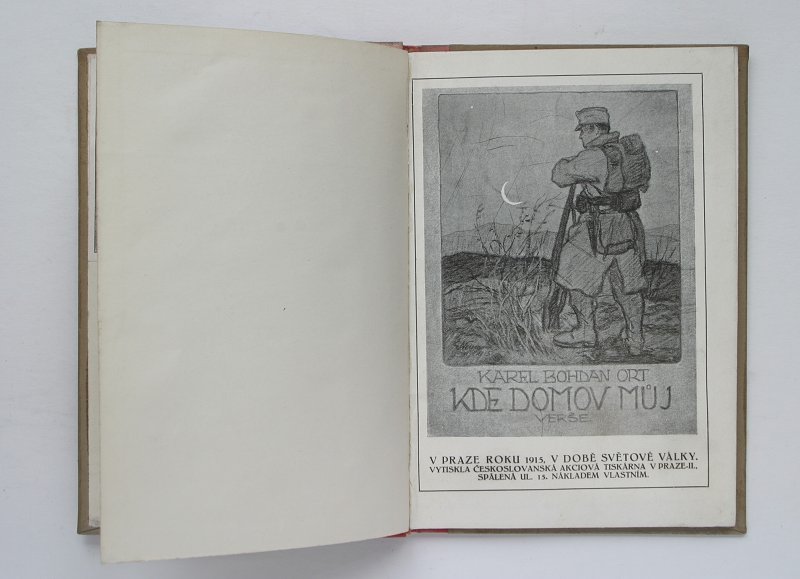 KAREL BOHDAN ORT
KDE DOMOV MŮJ
VERŠE
V PRAZE ROKU 1915, V DOBĚ SVĚTOVÉ VÁLKY.
VYTISKLA ČESKOSLOVANSKÁ AKCIOVÁ TISKÁRNA V PRAZE-II.,
SPÁLENÁ UL. 15. NÁKLADEM VLASTNÍM.